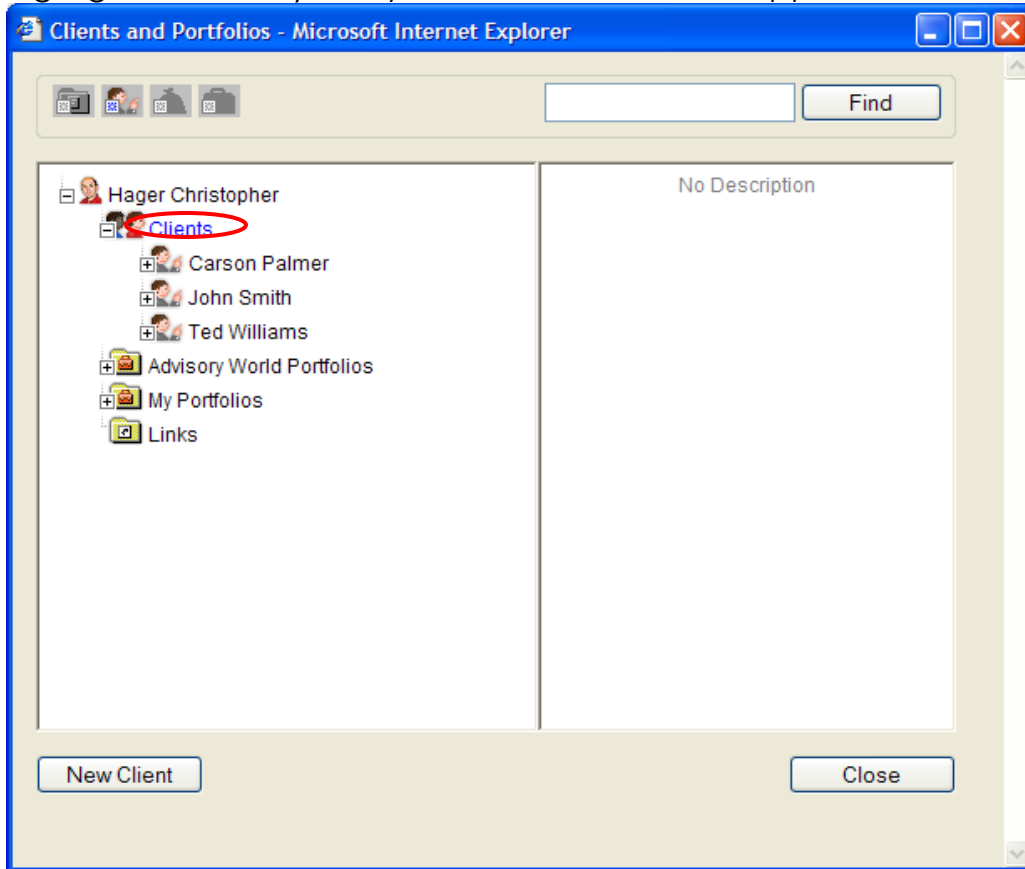 Clients and Portfolios - Microsoft Internet Explorer
Find
Hager Christopher
No Description
Clients
Carson Palmer
John Smith
Ted Williams
Advisory World Portfolios
My Portfolios
Links
New Client
Close